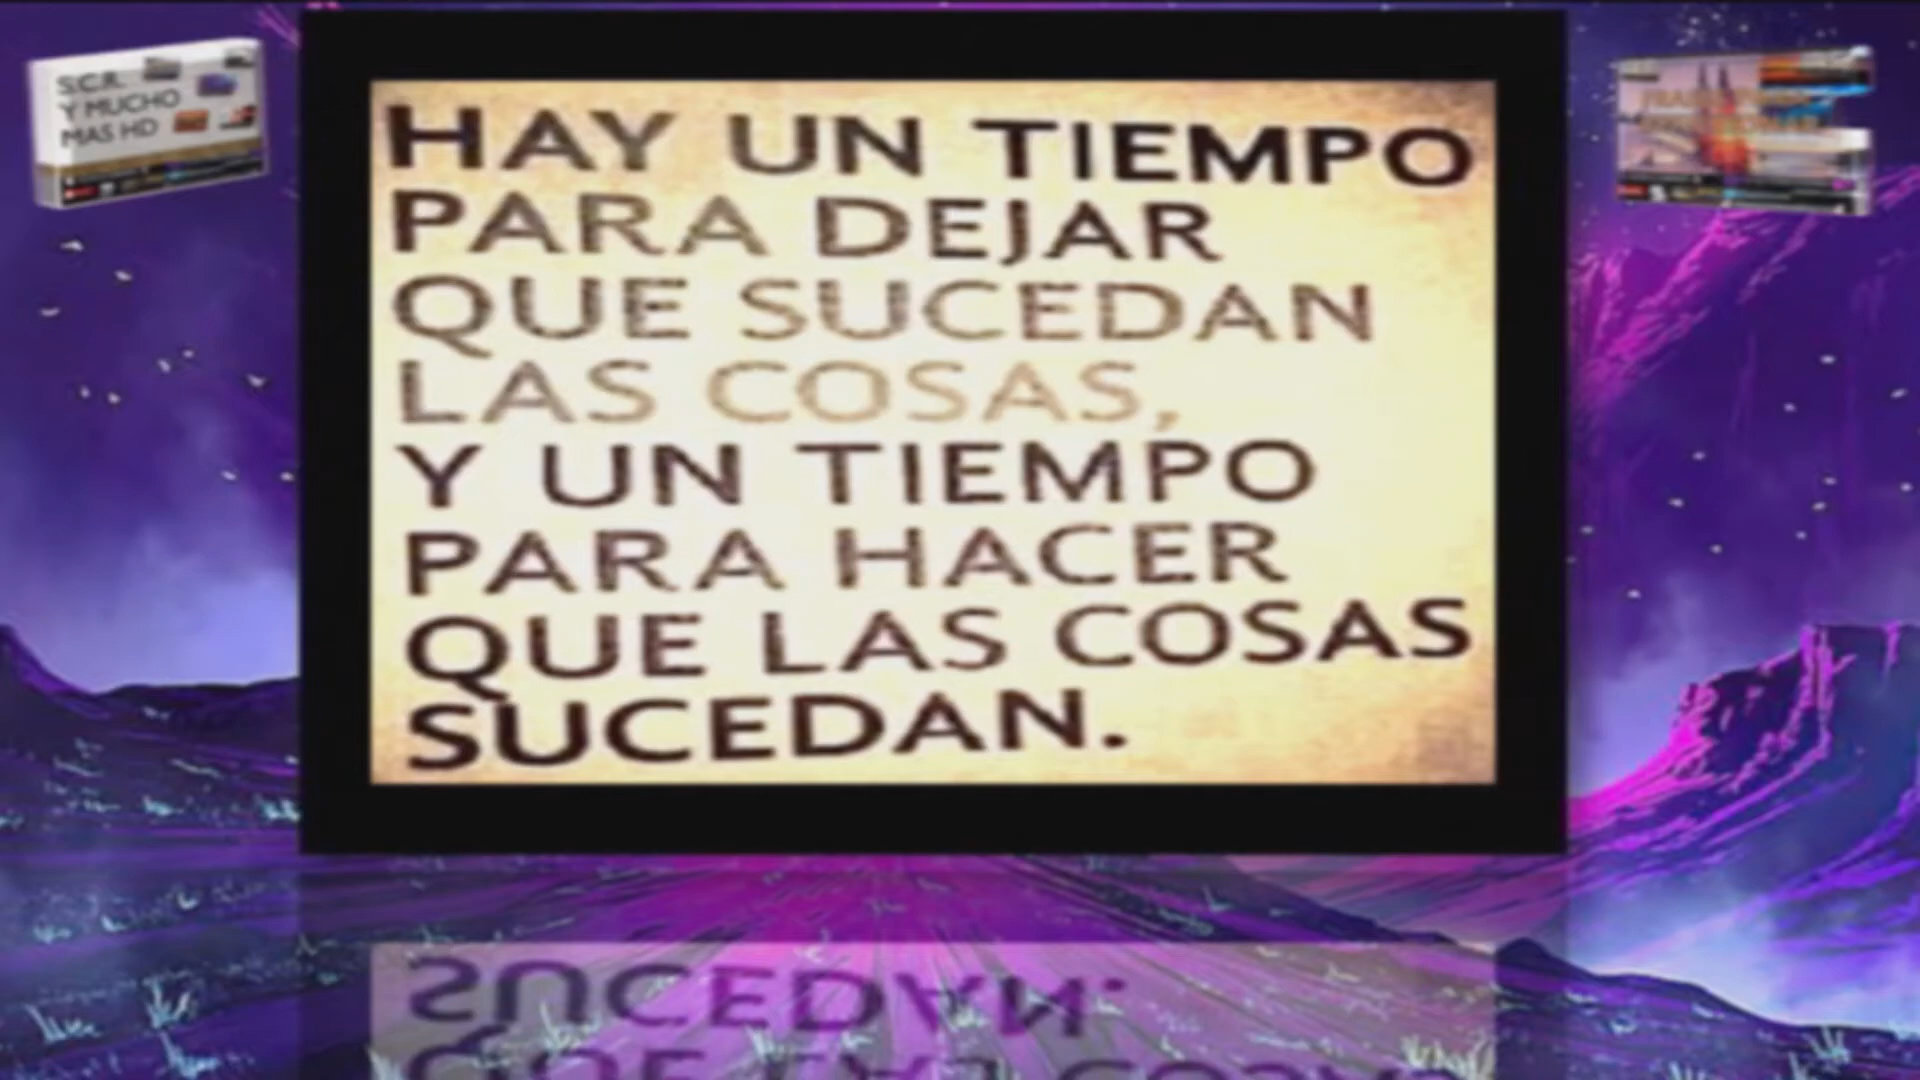 S.C.R.
Y MUCHO
MAS HD
HAY UN TIEMPO
PARA DEJAR
QUE SUCEDAN
LAS COSAS,
Y UN TIEMPO
PARA HACER
QUE LAS COSAS
SUCEDAN.